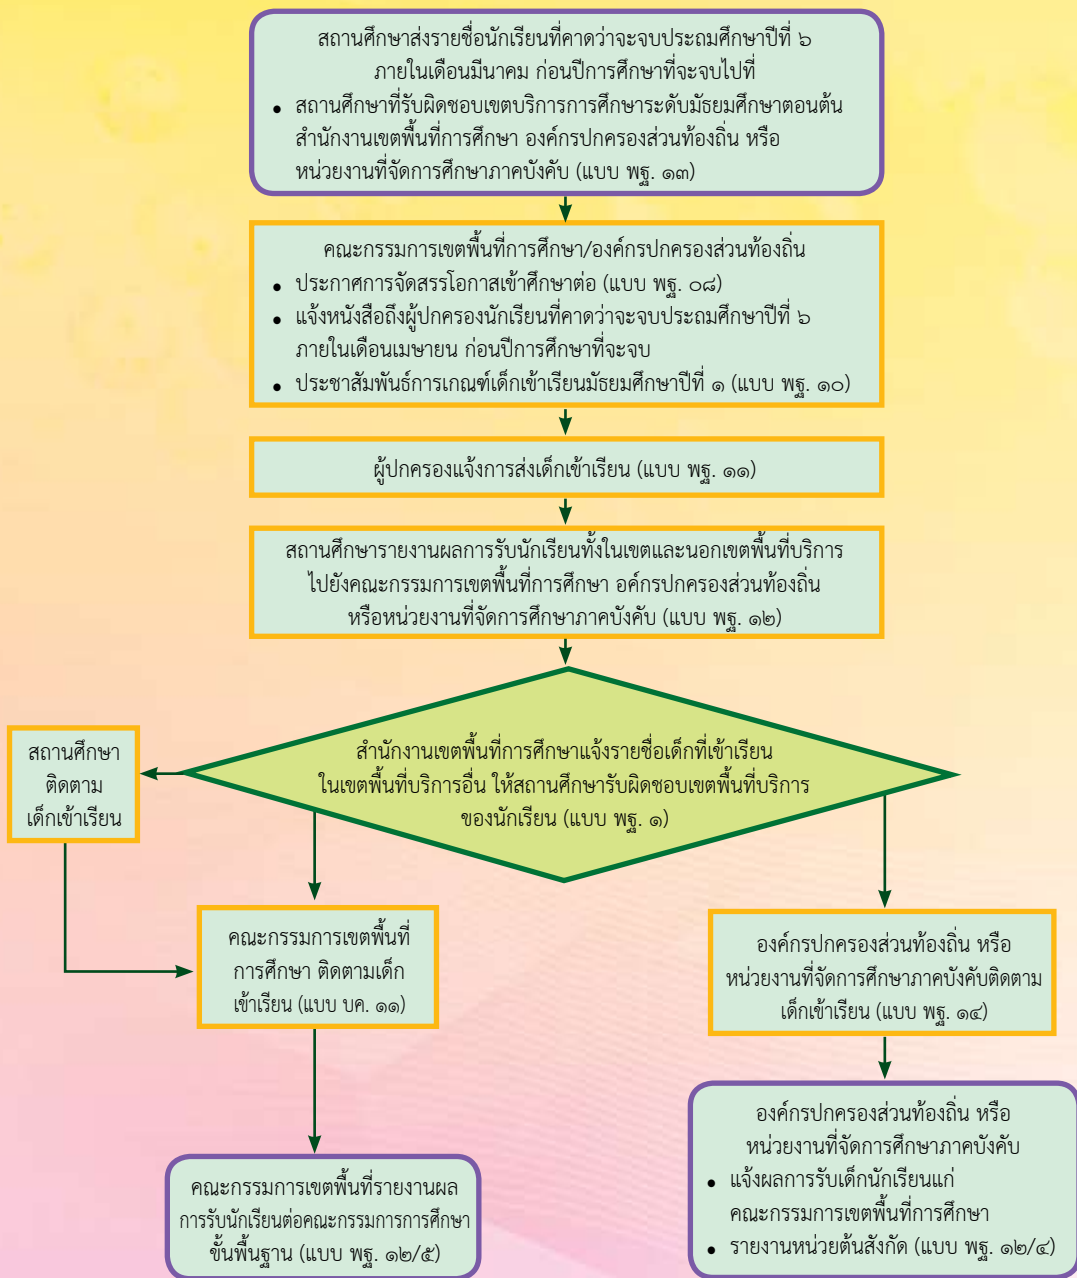 สถานศึกษาส่งรายชื่อนักเรียนที่คาดว่าจะจบประถมศึกษาปีที่ ๖
ภายในเดือนมีนาคม ก่อนปีการศึกษาที่จะจบไปที่
• สถานศึกษาที่รับผิดชอบเขตบริการการศึกษาระดับมัธยมศึกษาตอนต้น
สำนักงานเขตพื้นที่การศึกษา องค์กรปกครองส่วนท้องถิ่น หรือ
หน่วยงานที่จัดการศึกษาภาคบังคับ (แบบ พฐ. ๑๓)
คณะกรรมการเขตพื้นที่การศึกษา/องค์กรปกครองส่วนท้องถิ่น
• ประกาศการจัดสรรโอกาสเข้าศึกษาต่อ (แบบ พฐ. ๐๘)
• แจ้งหนังสือถึงผู้ปกครองนักเรียนที่คาดว่าจะจบประถมศึกษาปีที่ ๖
ภายในเดือนเมษายน ก่อนปีการศึกษาที่จะจบ
• ประชาสัมพันธ์การเกณฑ์เด็กเข้าเรียนมัธยมศึกษาปีที่ ๑ (แบบ พฐ. ๑๐)
ผู้ปกครองแจ้งการส่งเด็กเข้าเรียน (แบบ พฐ. ๑๑)
สถานศึกษารายงานผลการรับนักเรียนทั้งในเขตและนอกเขตพื้นที่บริการ
ไปยังคณะกรรมการเขตพื้นที่การศึกษา องค์กรปกครองส่วนท้องถิ่น
หรือหน่วยงานที่จัดการศึกษาภาคบังคับ (แบบ พฐ. ๑๒)
สำนักงานเขตพื้นที่การศึกษาแจ้งรายชื่อเด็กที่เข้าเรียน
ในเขตพื้นที่บริการอื่น ให้สถานศึกษารับผิดชอบเขตพื้นที่บริการ
ของนักเรียน (แบบ พฐ. ๑)
สถานศึกษา
ติดตาม
เด็กเข้าเรียน
คณะกรรมการเขตพื้นที่
การศึกษา ติดตามเด็ก
เข้าเรียน (แบบ บค. ๑๑)
องค์กรปกครองส่วนท้องถิ่น หรือ
หน่วยงานที่จัดการศึกษาภาคบังคับติดตาม
เด็กเข้าเรียน (แบบ พฐ. ๑๔)
คณะกรรมการเขตพื้นที่รายงานผล
การรับนักเรียนต่อคณะกรรมการการศึกษา
ขั้นพื้นฐาน (แบบ พฐ. ๑๒/๕)
องค์กรปกครองส่วนท้องถิ่น หรือ
หน่วยงานที่จัดการศึกษาภาคบังคับ
• แจ้งผลการรับเด็กนักเรียนแก่
คณะกรรมการเขตพื้นที่การศึกษา
• รายงานหน่วยต้นสังกัด (แบบ พฐ. ๑๒/๔)